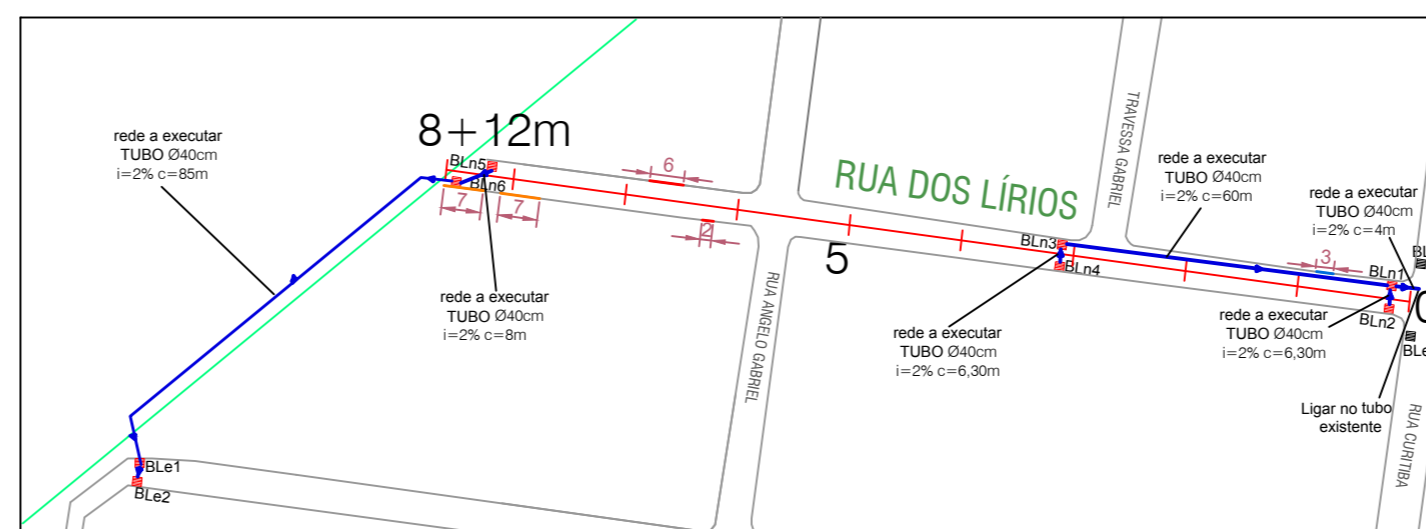 rede a executar
TUBO Ø40cm
i=2% c=85m
8+12m
BLn5
BLn6
7
7
6
2
rede a executar
TUBO Ø40cm
i=2% c=8m
RUA ANGELO GABRIEL
5
RUA DOS LÍRIOS
TRAVESSA GABRIEL
BLn3
BLn4
rede a executar
TUBO Ø40cm
i=2% c=6,30m
rede a executar
TUBO Ø40cm
i=2% c=60m
rede a executar
TUBO Ø40cm
i=2% c=4m
3
BLn1
BLn2
BL
0
BLe
rede a executar
TUBO Ø40cm
i=2% c=6,30m
Ligar no tubo
existente
RUA CURITIBA
BLe1
BLe2